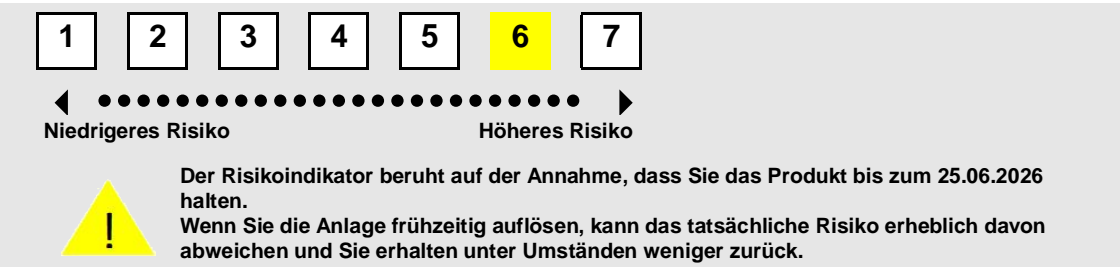 1 2 3 4 5 6 7
Niedrigeres Risiko Höheres Risiko
Der Risikoindikator beruht auf der Annahme, dass Sie das Produkt bis zum 25.06.2026
halten.
Wenn Sie die Anlage frühzeitig auflösen, kann das tatsächliche Risiko erheblich davon
abweichen und Sie erhalten unter Umständen weniger zurück.
!